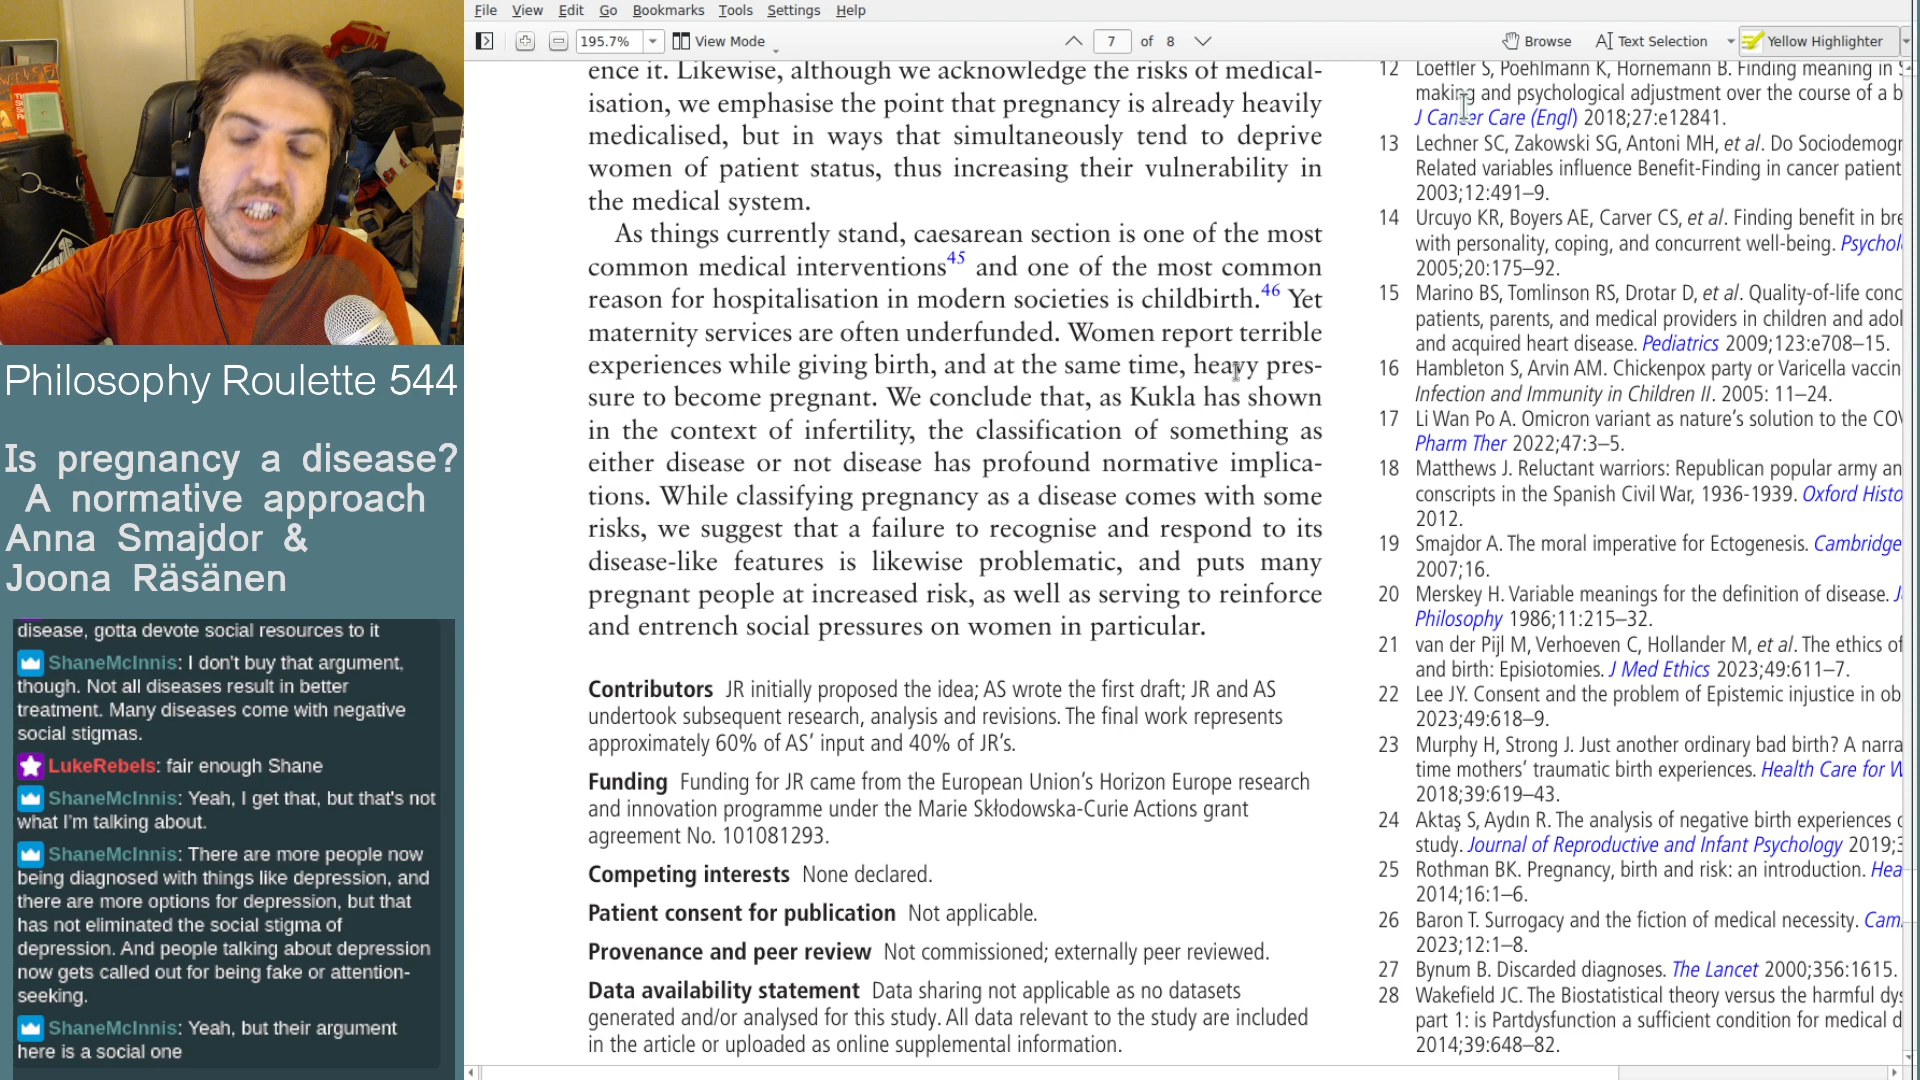 File View Edit Go Bookmarks Tools Settings Help
195.7% View Mode 7 of 8 Browse Text Selection Yellow Highlighter
Philosophy Roulette 544
Is pregnancy a disease?
A normative approach
Anna Smajdor &
Joona Räsänen
disease, gotta devote social resources to it
ShaneMcInnis: I don't buy that argument,
though. Not all diseases result in better
treatment. Many diseases come with negative
social stigmas.
LukeRebels: fair enough Shane
ShaneMcInnis: Yeah, I get that, but that's not
what I'm talking about.
ShaneMcInnis: There are more people now
being diagnosed with things like depression, and
there are more options for depression, but that
has not eliminated the social stigma of
depression. And people talking about depression
now gets called out for being fake or attention-
seeking.
ShaneMcInnis: Yeah, but their argument
here is a social one
ence it. Likewise, although we acknowledge the risks of medical-
isation, we emphasise the point that pregnancy is already heavily
medicalised, but in ways that simultaneously tend to deprive
women of patient status, thus increasing their vulnerability in
the medical system.
As things currently stand, caesarean section is one of the most
common medical interventions45 and one of the most common
reason for hospitalisation in modern societies is childbirth.46 Yet
maternity services are often underfunded. Women report terrible
experiences while giving birth, and at the same time, heavy pres-
sure to become pregnant. We conclude that, as Kukla has shown
in the context of infertility, the classification of something as
either disease or not disease has profound normative implica-
tions. While classifying pregnancy as a disease comes with some
risks, we suggest that a failure to recognise and respond to its
disease-like features is likewise problematic, and puts many
pregnant people at increased risk, as well as serving to reinforce
and entrench social pressures on women in particular.
Contributors JR initially proposed the idea; AS wrote the first draft; JR and AS
undertook subsequent research, analysis and revisions. The final work represents
approximately 60% of AS' input and 40% of JR's.
Funding Funding for JR came from the European Union's Horizon Europe research
and innovation programme under the Marie Skłodowska-Curie Actions grant
agreement No. 101081293.
Competing interests None declared.
Patient consent for publication Not applicable.
Provenance and peer review Not commissioned; externally peer reviewed.
Data availability statement Data sharing not applicable as no datasets
generated and/or analysed for this study. All data relevant to the study are included
in the article or uploaded as online supplemental information.
12 Loeffler S, Poehlmann K, Hornemann B. Finding meaning in
making and psychological adjustment over the course of a b
J Cancer Care (Engl) 2018;27:e12841.
13 Lechner SC, Zakowski SG, Antoni MH, et al. Do Sociodemogr
Related variables influence Benefit-Finding in cancer patient
2003;12:491–9.
14 Urcuyo KR, Boyers AE, Carver CS, et al. Finding benefit in bre
with personality, coping, and concurrent well-being. Psychol
2005;20:175–92.
15 Marino BS, Tomlinson RS, Drotar D, et al. Quality-of-life conc
patients, parents, and medical providers in children and adol
and acquired heart disease. Pediatrics 2009;123:e708–15.
16 Hambleton S, Arvin AM. Chickenpox party or Varicella vaccin
Infection and Immunity in Children II. 2005: 11–24.
17 Li Wan Po A. Omicron variant as nature's solution to the CO
Pharm Ther 2022;47:3–5.
18 Matthews J. Reluctant warriors: Republican popular army an
conscripts in the Spanish Civil War, 1936-1939. Oxford Histo
2012.
19 Smajdor A. The moral imperative for Ectogenesis. Cambridge
2007;16.
20 Merskey H. Variable meanings for the definition of disease. J
Philosophy 1986;11:215–32.
21 van der Pijl M, Verhoeven C, Hollander M, et al. The ethics of
and birth: Episiotomies. J Med Ethics 2023;49:611–7.
22 Lee JY. Consent and the problem of Epistemic injustice in ob
2023;49:618–9.
23 Murphy H, Strong J. Just another ordinary bad birth? A narra
time mothers' traumatic birth experiences. Health Care for W
2018;39:619–43.
24 Aktaş S, Aydın R. The analysis of negative birth experiences
study. Journal of Reproductive and Infant Psychology 2019;
25 Rothman BK. Pregnancy, birth and risk: an introduction. Hea
2014;16:1–6.
26 Baron T. Surrogacy and the fiction of medical necessity. Cam
2023;12:1–8.
27 Bynum B. Discarded diagnoses. The Lancet 2000;356:1615.
28 Wakefield JC. The Biostatistical theory versus the harmful dys
part 1: is Partdysfunction a sufficient condition for medical d
2014;39:648–82.